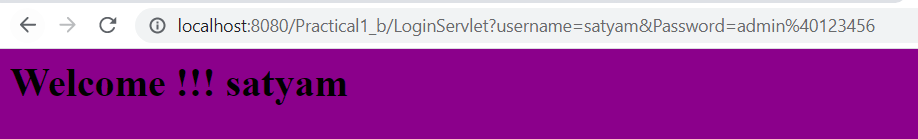 localhost:8080/Practical1_b/LoginServlet?username=satyam&Password=admin%40123456
Welcome !!! satyam